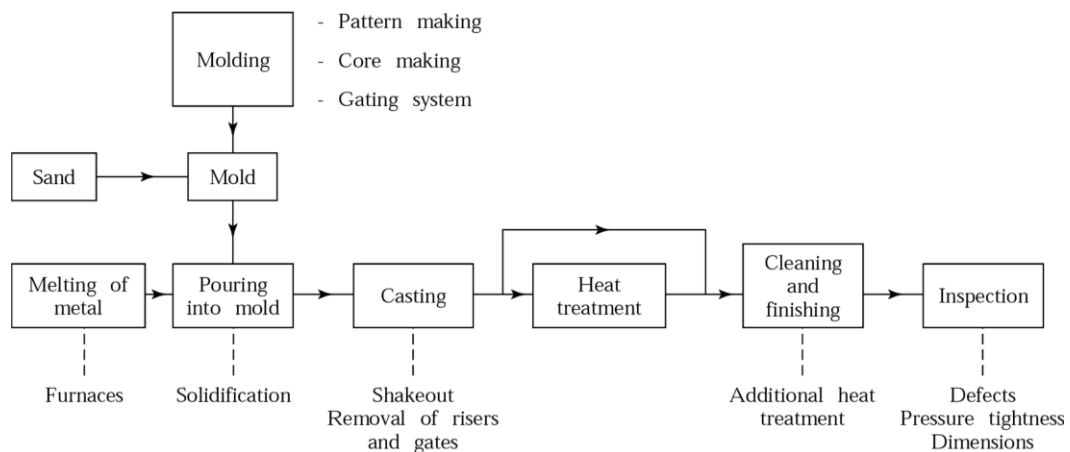 Molding
- Pattern making
- Core making
- Gating system
Sand
Mold
Melting of
metal
Pouring
into mold
Casting
Heat
treatment
Cleaning
and
finishing
Inspection
Furnaces
Solidification
Shakeout
Removal of risers
and gates
Additional heat
treatment
Defects
Pressure tightness
Dimensions